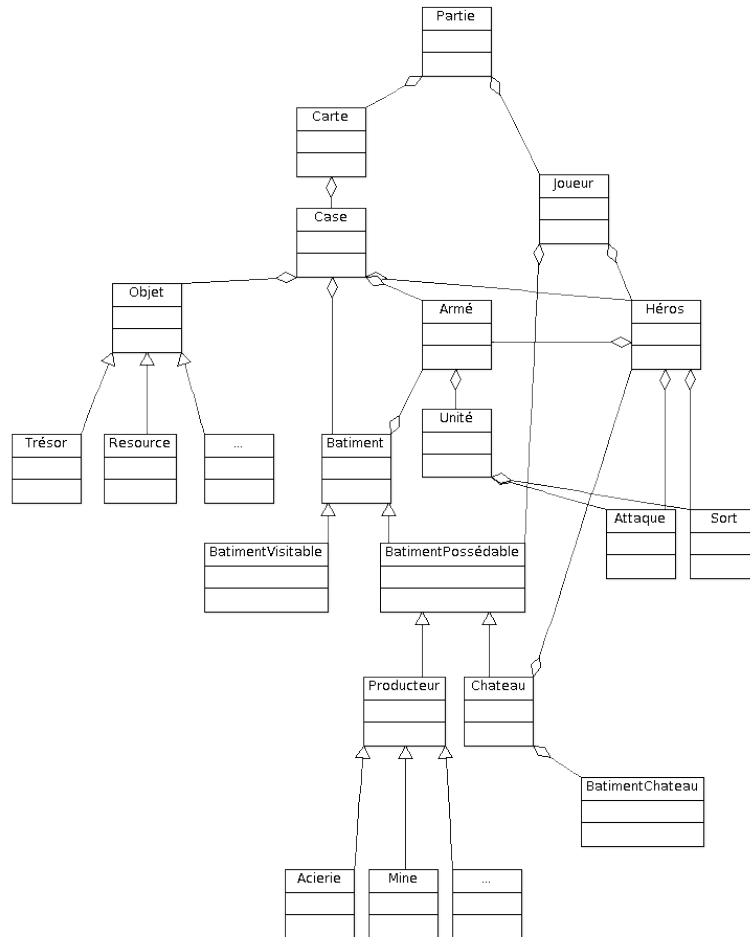 Partie
Carte
Joueur
Case
Objet
Armé
Héros
Unité
Trésor
Resource
...
Batiment
Attaque
Sort
BatimentVisitable
BatimentPossédable
Producteur
Chateau
BatimentChateau
Acierie
Mine
...